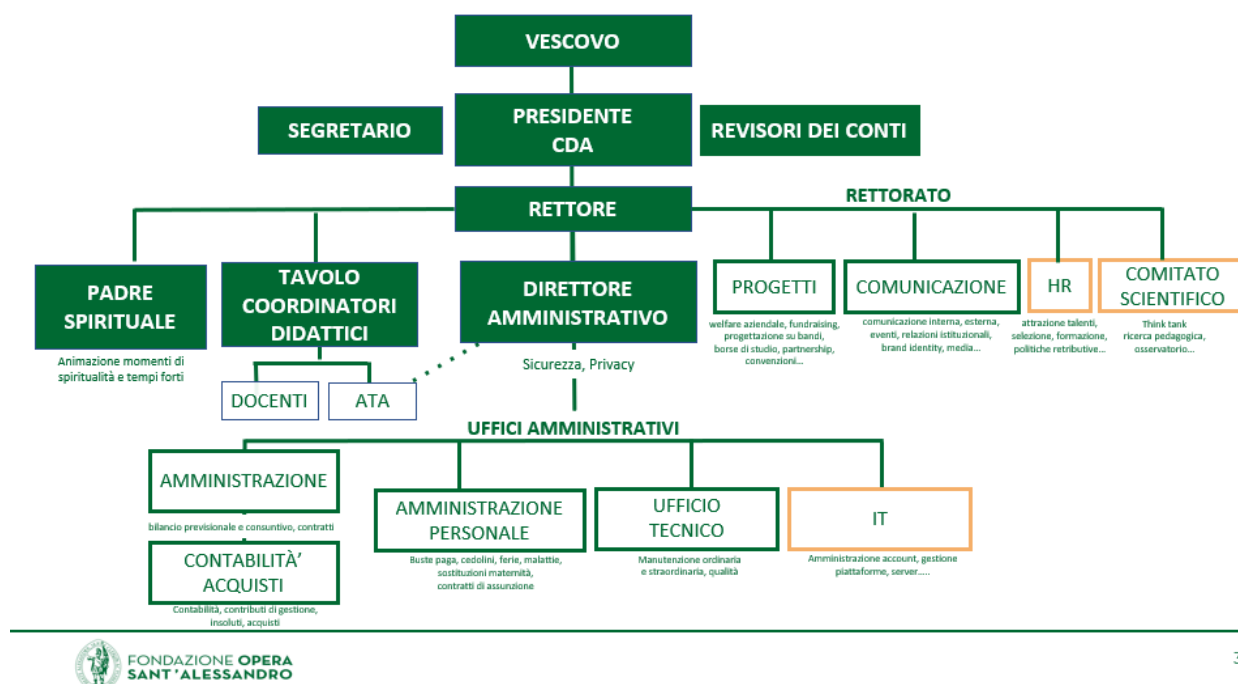 VESCOVO
SEGRETARIO
PRESIDENTE
CDA
REVISORI DEI CONTI
RETTORE
RETTORATO
PADRE
SPIRITUALE
Animazione momenti di
spiritualità e tempi forti
TAVOLO
COORDINATORI
DIDATTICI
DOCENTI
ATA
DIRETTORE
AMMINISTRATIVO
Sicurezza, Privacy
PROGETTI
welfare aziendale, fundraising,
progettazione su bandi,
borse di studio, partnership,
convenzioni...
COMUNICAZIONE
comunicazione interna, esterna,
eventi, relazioni istituzionali,
brand identity, media...
HR
attrazione talenti,
selezione, formazione,
politiche retributive...
COMITATO
SCIENTIFICO
Think tank
ricerca pedagogica,
osservatorio...
UFFICI AMMINISTRATIVI
AMMINISTRAZIONE
bilancio previsionale e consuntivo, contratti
CONTABILITÀ’
ACQUISTI
Contabilità, contributi di gestione,
insoluti, acquisti
AMMINISTRAZIONE
PERSONALE
Buste paga, cedolini, ferie, malattie,
sostituzioni maternità,
contratti di assunzione
UFFICIO
TECNICO
Manutenzione ordinaria
e straordinaria, qualità
IT
Amministrazione account, gestione
piattaforme, server.....
FONDAZIONE OPERA
SANT'ALESSANDRO
3